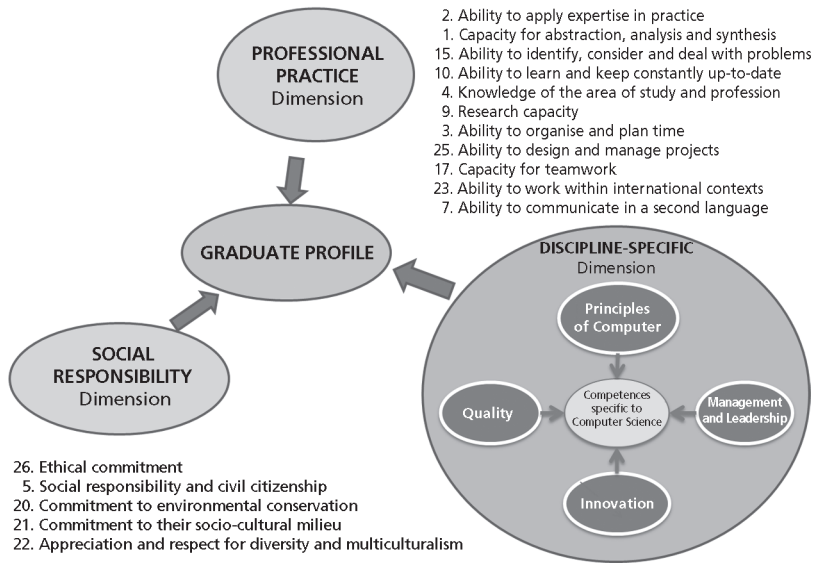 PROFESSIONAL
PRACTICE
Dimension
2. Ability to apply expertise in practice
1. Capacity for abstraction, analysis and synthesis
15. Ability to identify, consider and deal with problems
10. Ability to learn and keep constantly up-to-date
4. Knowledge of the area of study and profession
9. Research capacity
3. Ability to organise and plan time
25. Ability to design and manage projects
17. Capacity for teamwork
23. Ability to work within international contexts
7. Ability to communicate in a second language
GRADUATE PROFILE
DISCIPLINE-SPECIFIC
Dimension
Principles
of Computer
Quality
Competences
specific to
Computer Science
Management
and Leadership
Innovation
SOCIAL
RESPONSIBILITY
Dimension
26. Ethical commitment
5. Social responsibility and civil citizenship
20. Commitment to environmental conservation
21. Commitment to their socio-cultural milieu
22. Appreciation and respect for diversity and multiculturalism